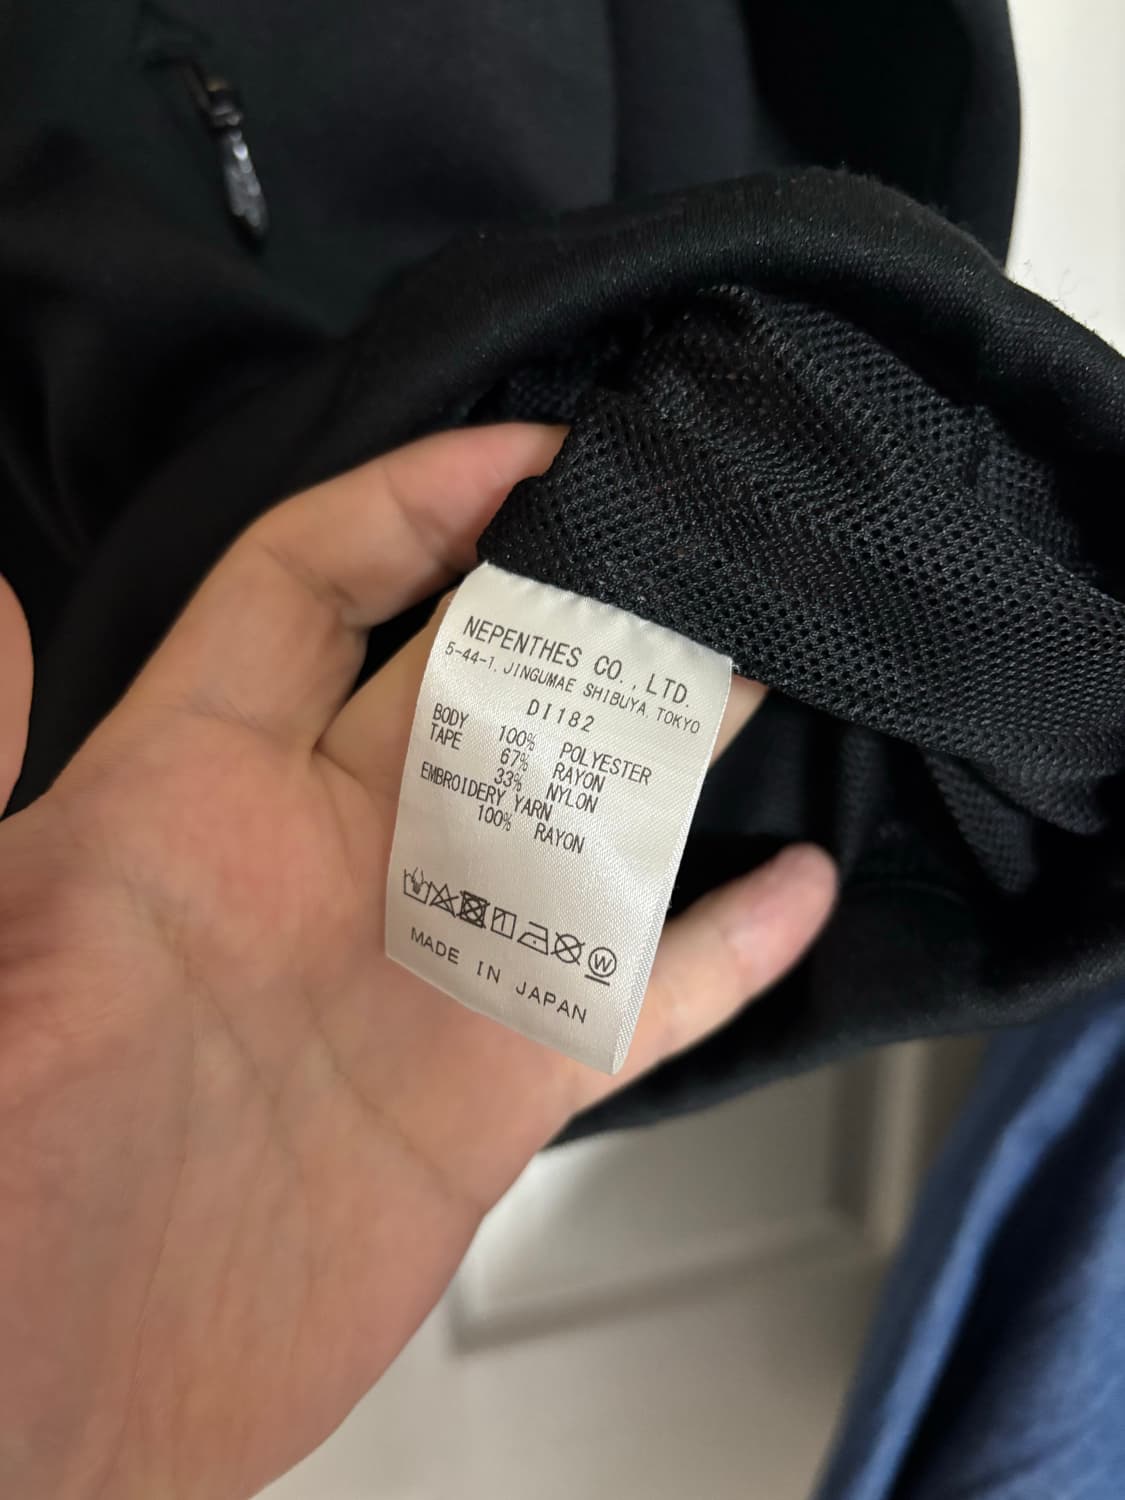 NEPENTHES CO., LTD.
5-44-1, JINGUMAE SHIBUYA, TOKYO
DI182
BODY 100% POLYESTER
TAPE 67% RAYON
33% NYLON
EMBROIDERY YARN
100% RAYON
W
MADE IN JAPAN